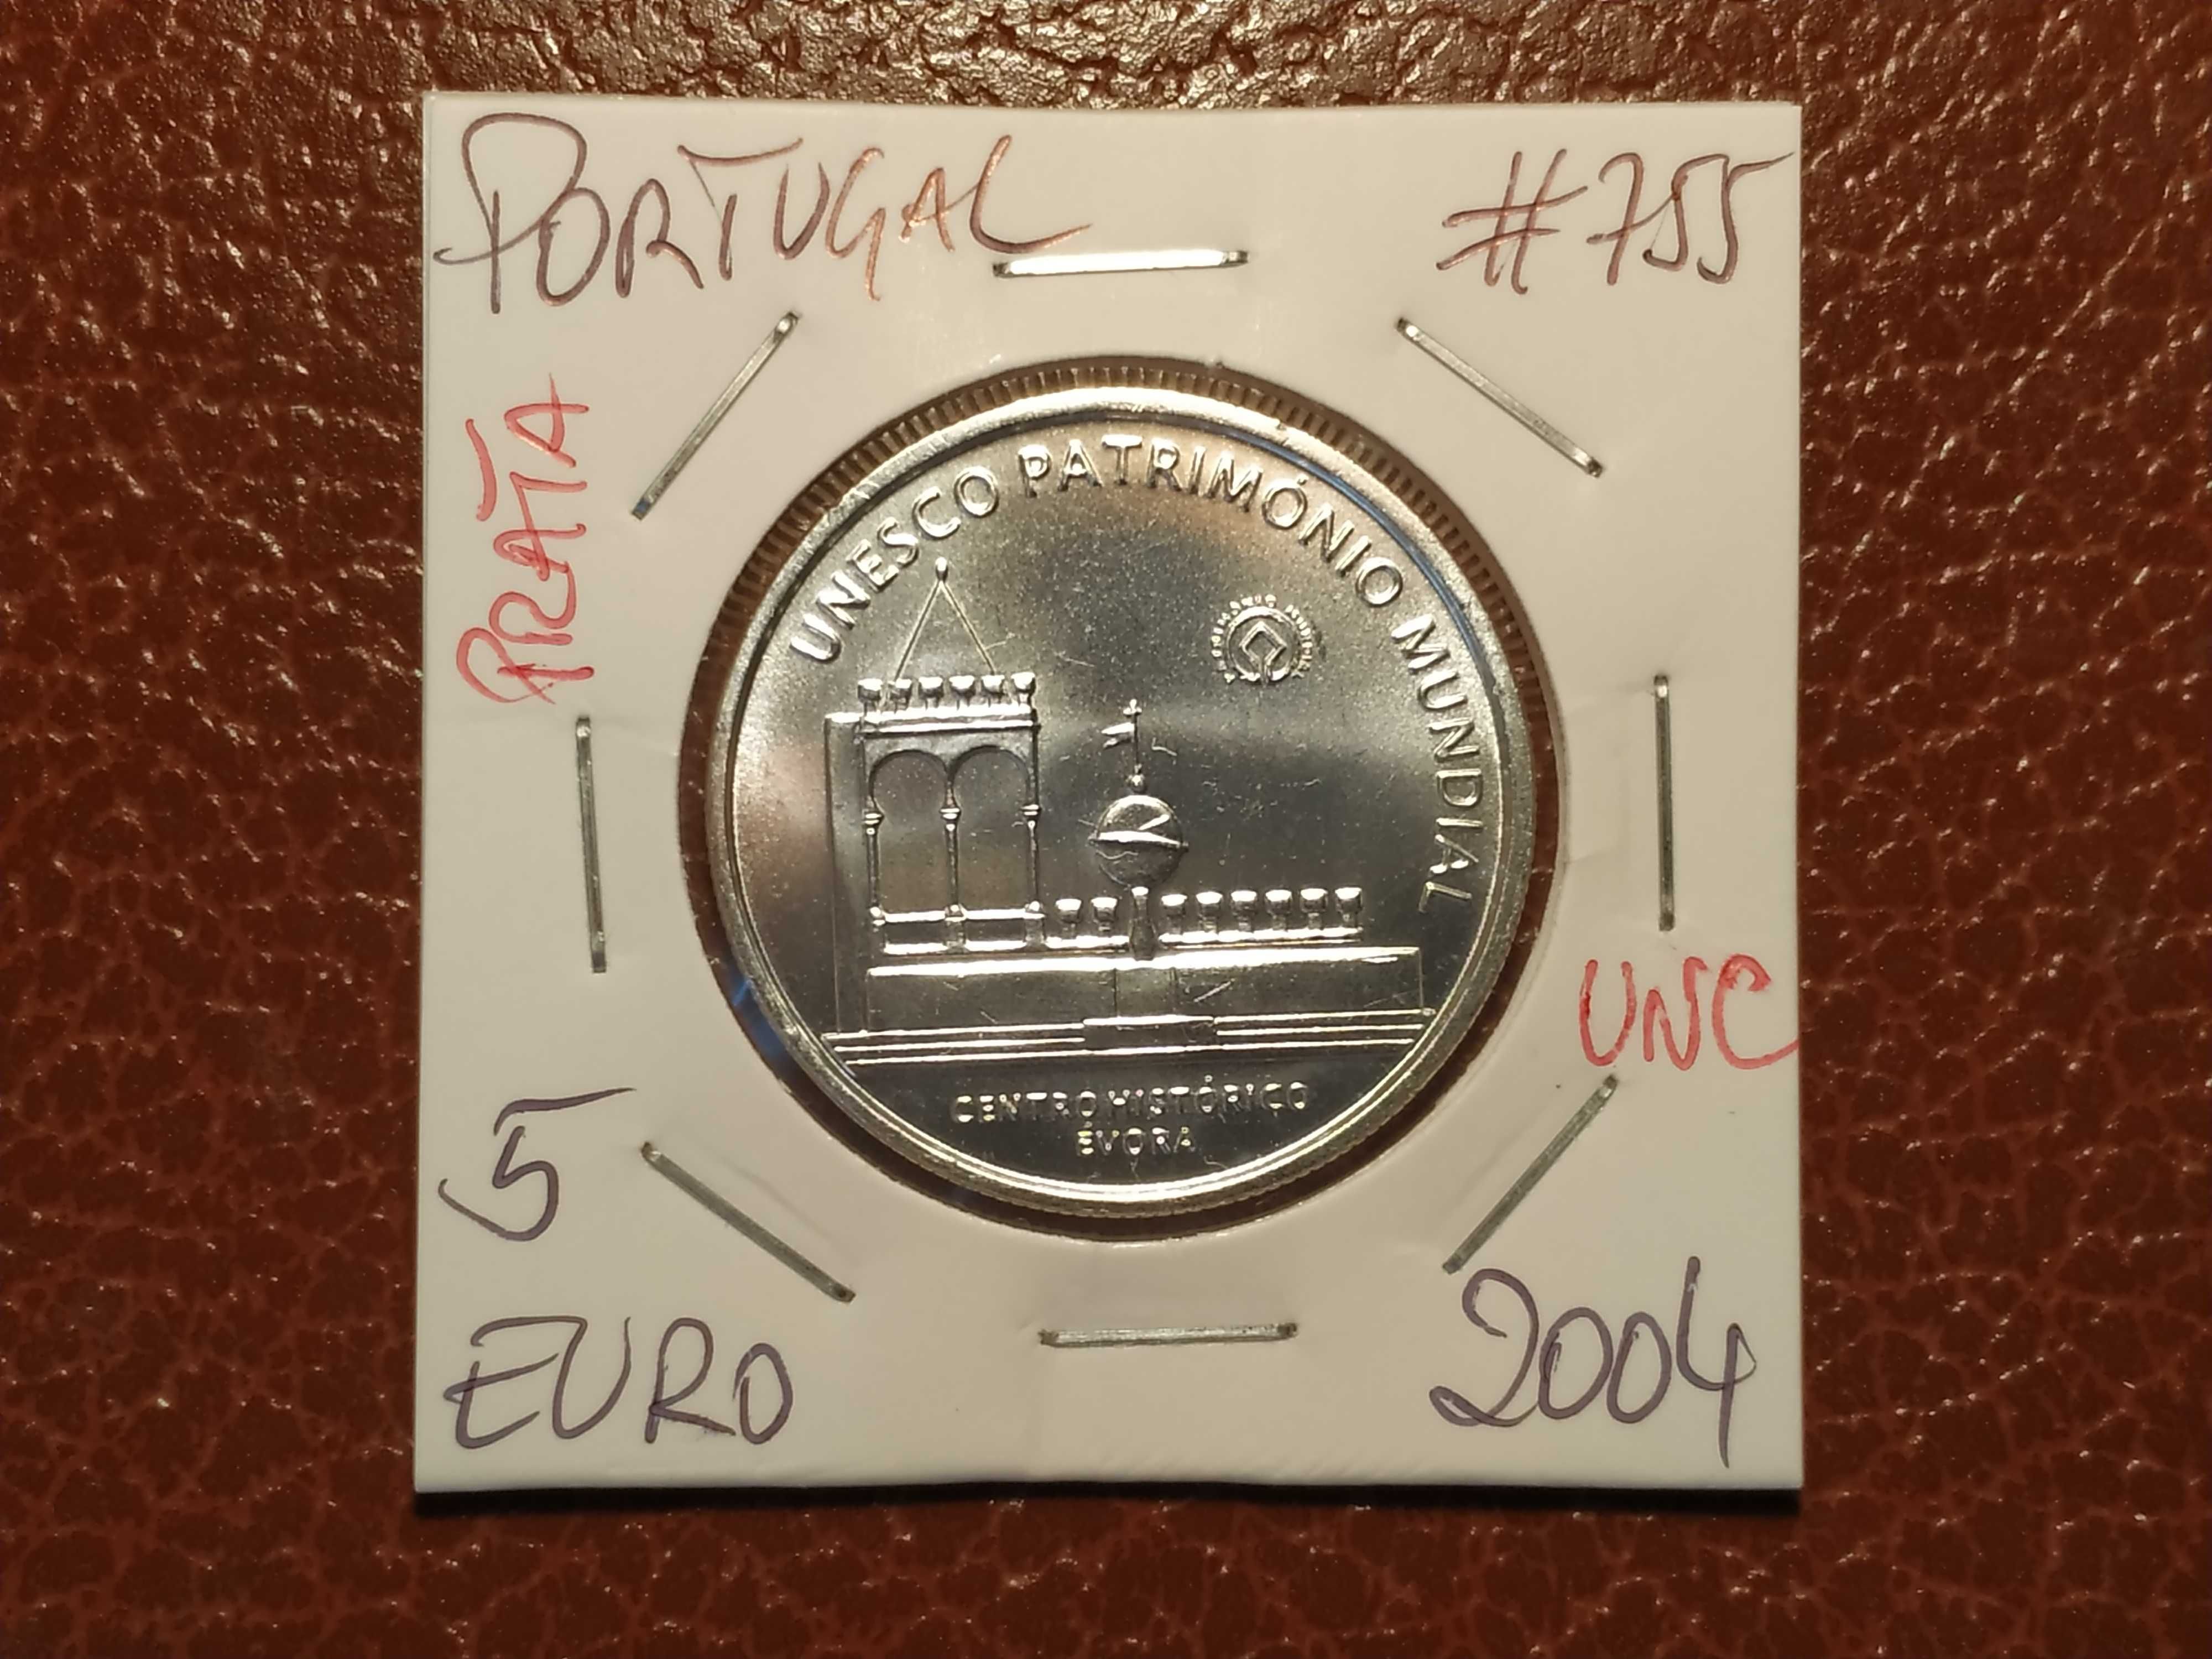 PORTUGAL
#755
PRATA
UNESCO PATRIMÓNIO MUNDIAL
CENTRO HISTÓRICO
ÉVORA
UNC
5
EURO
2004